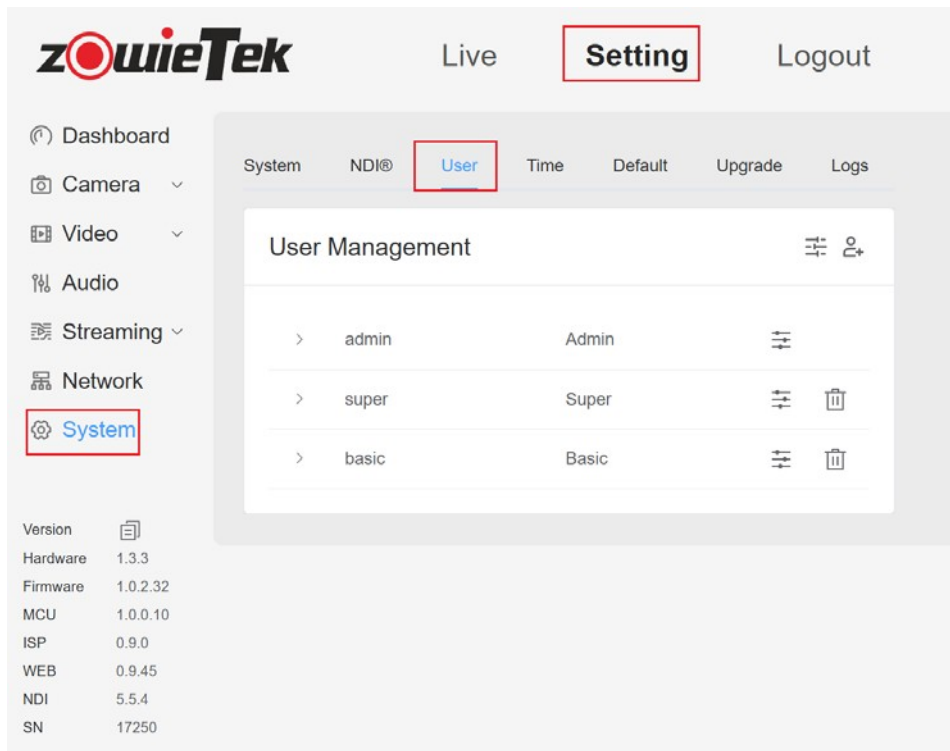 zowieTek
Live Setting Logout
Dashboard
Camera
Video
Audio
Streaming
Network
System
System NDI® User Time Default Upgrade Logs
User Management
admin Admin
super Super
basic Basic
Version
Hardware 1.3.3
Firmware 1.0.2.32
MCU 1.0.0.10
ISP 0.9.0
WEB 0.9.45
NDI 5.5.4
SN 17250